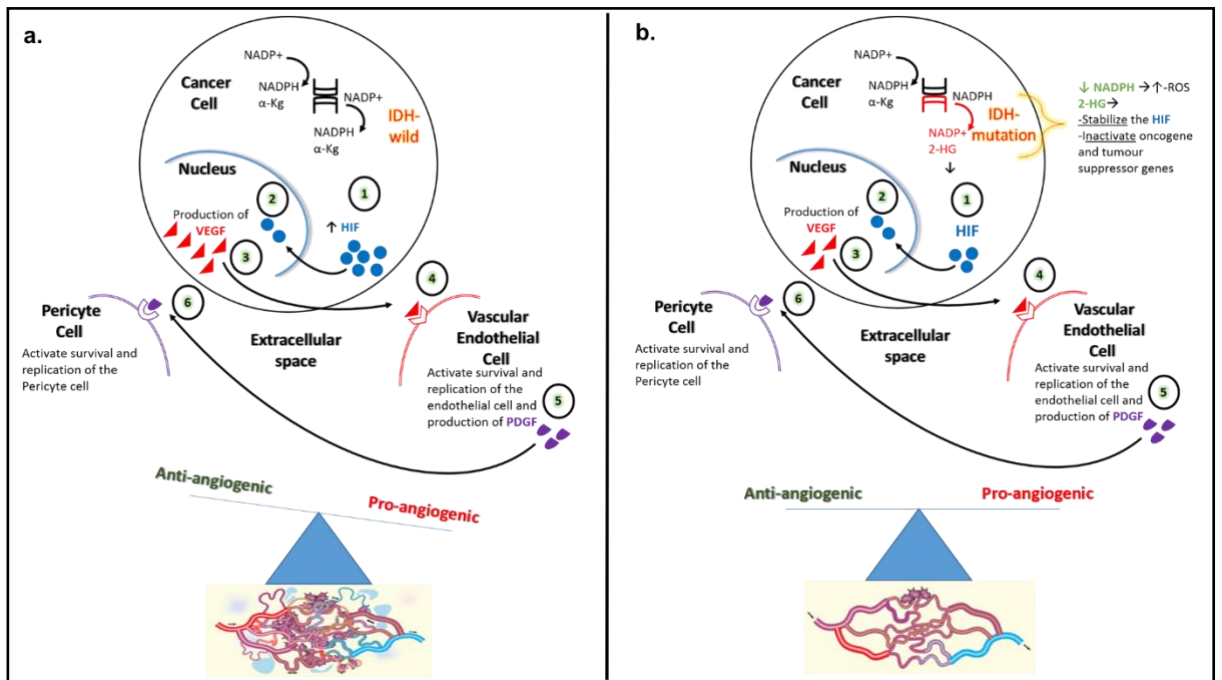 a.
NADP+
Cancer
Cell
NADPH
α-Kg
NADP+
NADPH
α-Kg
IDH-
wild
Nucleus
1
2
Production of
VEGF
↑ HIF
3
4
6
Pericyte
Cell
Activate survival and
replication of the
Pericyte cell
Extracellular
space
Vascular
Endothelial
Cell
Activate survival and
replication of the
endothelial cell and
production of PDGF
5
Anti-angiogenic
Pro-angiogenic
b.
NADP+
Cancer
Cell
NADPH
α-Kg
NADPH
NADP+
2-HG
↓
IDH-
mutation
↓ NADPH →↑-ROS
2-HG→
-Stabilize the HIF
-Inactivate oncogene
and tumour
suppressor genes
Nucleus
1
2
Production of
VEGF
HIF
3
4
6
Pericyte
Cell
Activate survival and
replication of the
Pericyte cell
Extracellular
space
Vascular
Endothelial
Cell
Activate survival and
replication of the
endothelial cell and
production of PDGF
5
Anti-angiogenic
Pro-angiogenic